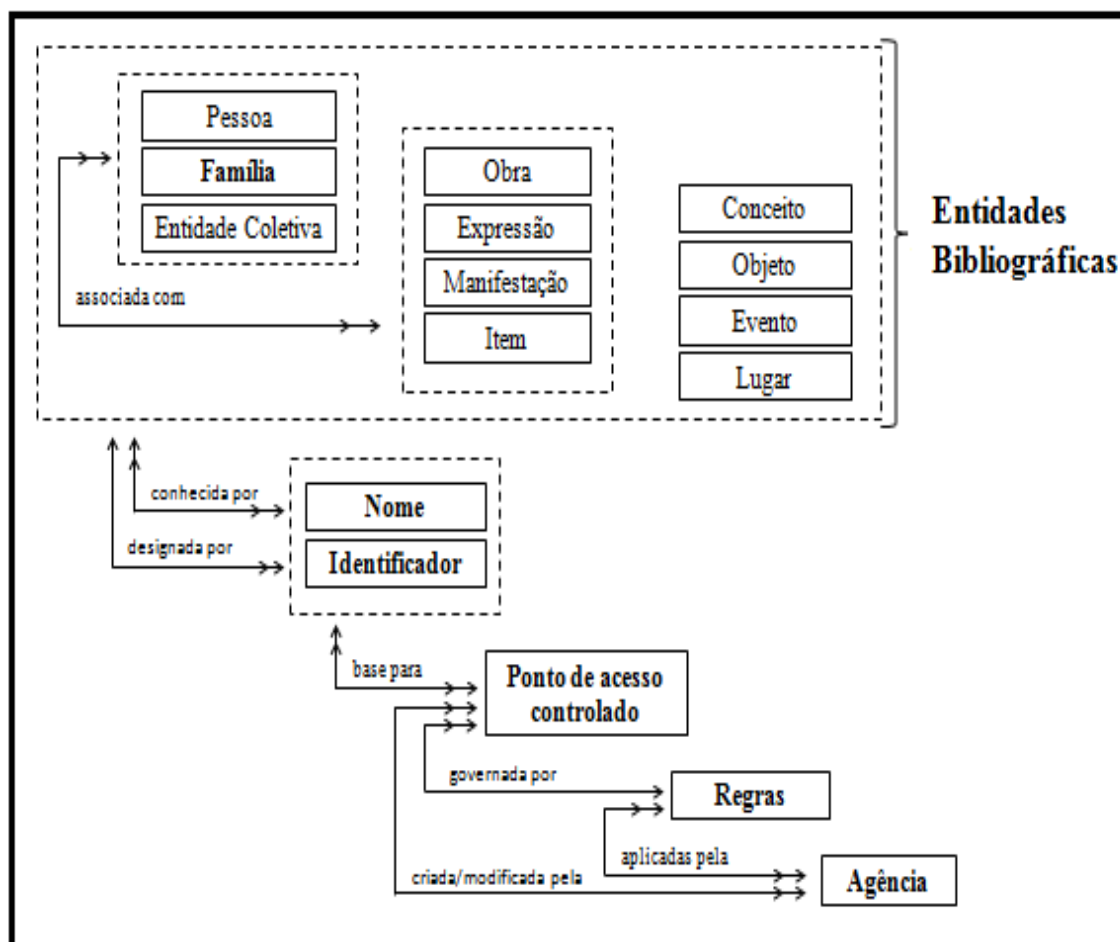 Pessoa
Família
Entidade Coletiva
associada com
Obra
Expressão
Manifestação
Item
Conceito
Objeto
Evento
Lugar
Entidades
Bibliográficas
conhecida por
designada por
Nome
Identificador
base para
Ponto de acesso
controlado
governada por
Regras
aplicadas pela
criada/modificada pela
Agência